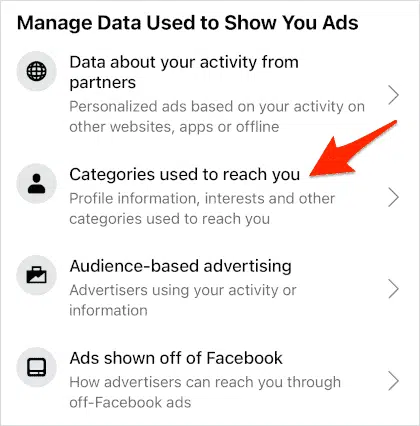 Manage Data Used to Show You Ads
Data about your activity from
partners
Personalized ads based on your activity on
other websites, apps or offline
Categories used to reach you
Profile information, interests and other
categories used to reach you
Audience-based advertising
Advertisers using your activity or
information
Ads shown off of Facebook
How advertisers can reach you through
off-Facebook ads